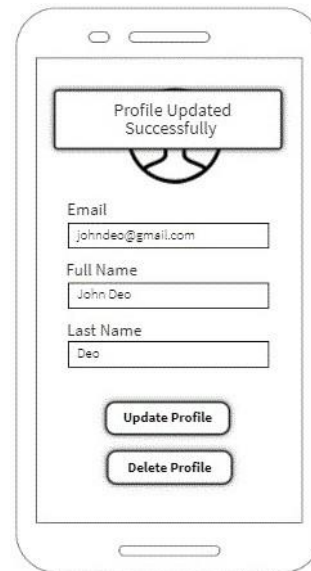 Profile Updated
Successfully
Email
johndeo@gmail.com
Full Name
John Deo
Last Name
Deo
Update Profile
Delete Profile